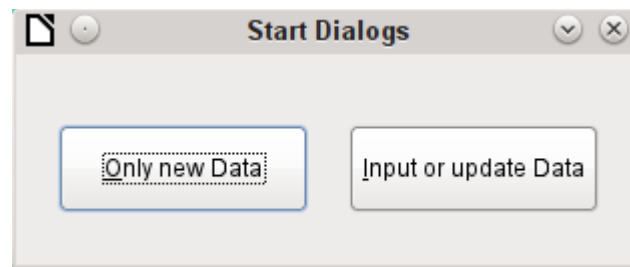 Start Dialogs
Only new Data
Input or update Data